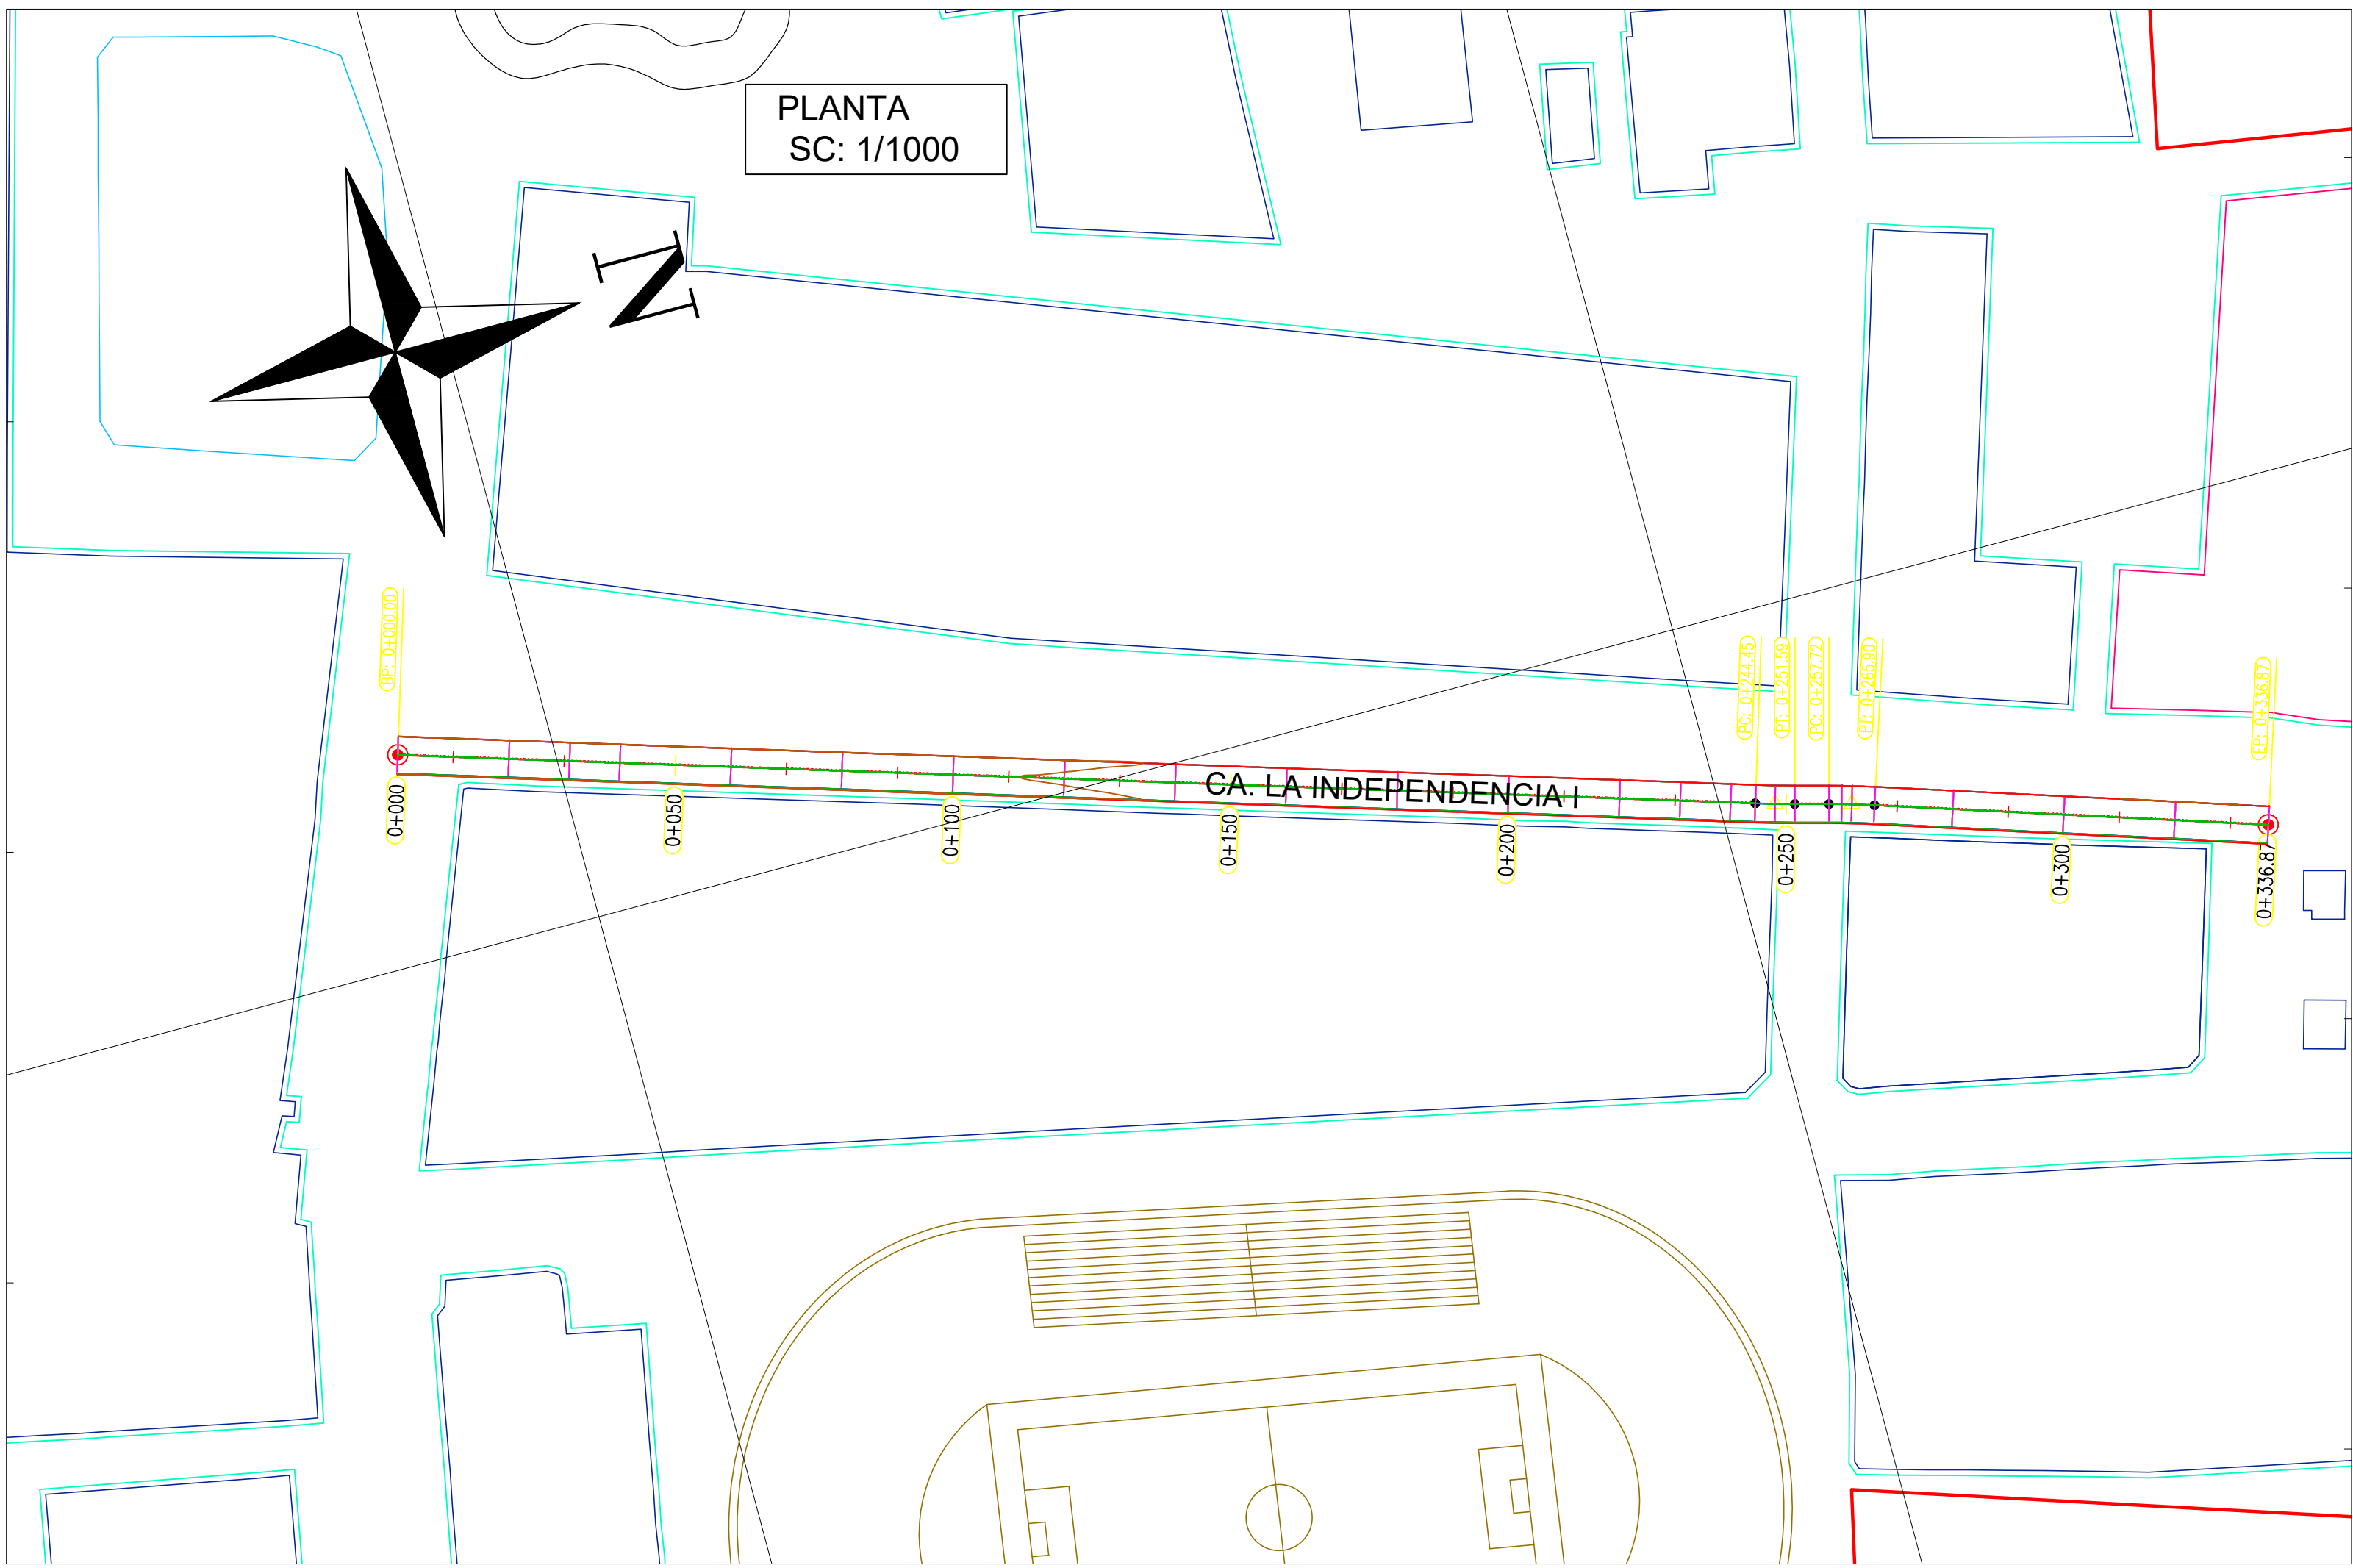 PLANTA
SC: 1/1000
N
BP: 0+000.00
PC: 0+244.45
PT: 0+251.59
PC: 0+257.72
PT: 0+265.90
EP: 0+336.87
CA. LA INDEPENDENCIA I
0+000
0+050
0+100
0+150
0+200
0+250
0+300
0+336.87